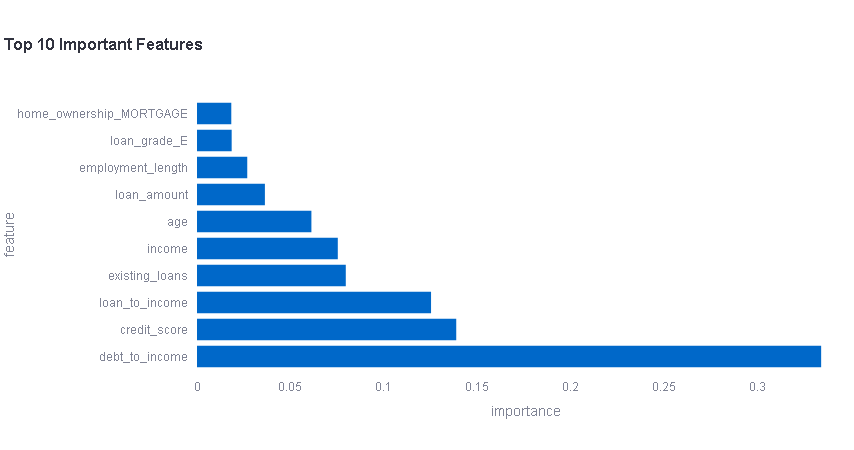 Top 10 Important Features
home_ownership_MORTGAGE
loan_grade_E
employment_length
loan_amount
age
income
existing_loans
loan_to_income
credit_score
debt_to_income
feature
0 0.05 0.1 0.15 0.2 0.25 0.3
importance